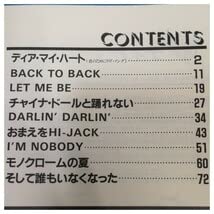 CONTENTS
ティア・マイ・ハート 2
BACK TO BACK 11
LET ME BE 19
チャイナ・ドールと踊れない 27
DARLIN' DARLIN' 34
おまえをHI-JACK 43
I'M NOBODY 51
モノクロームの夏 60
そして誰もいなくなった 72